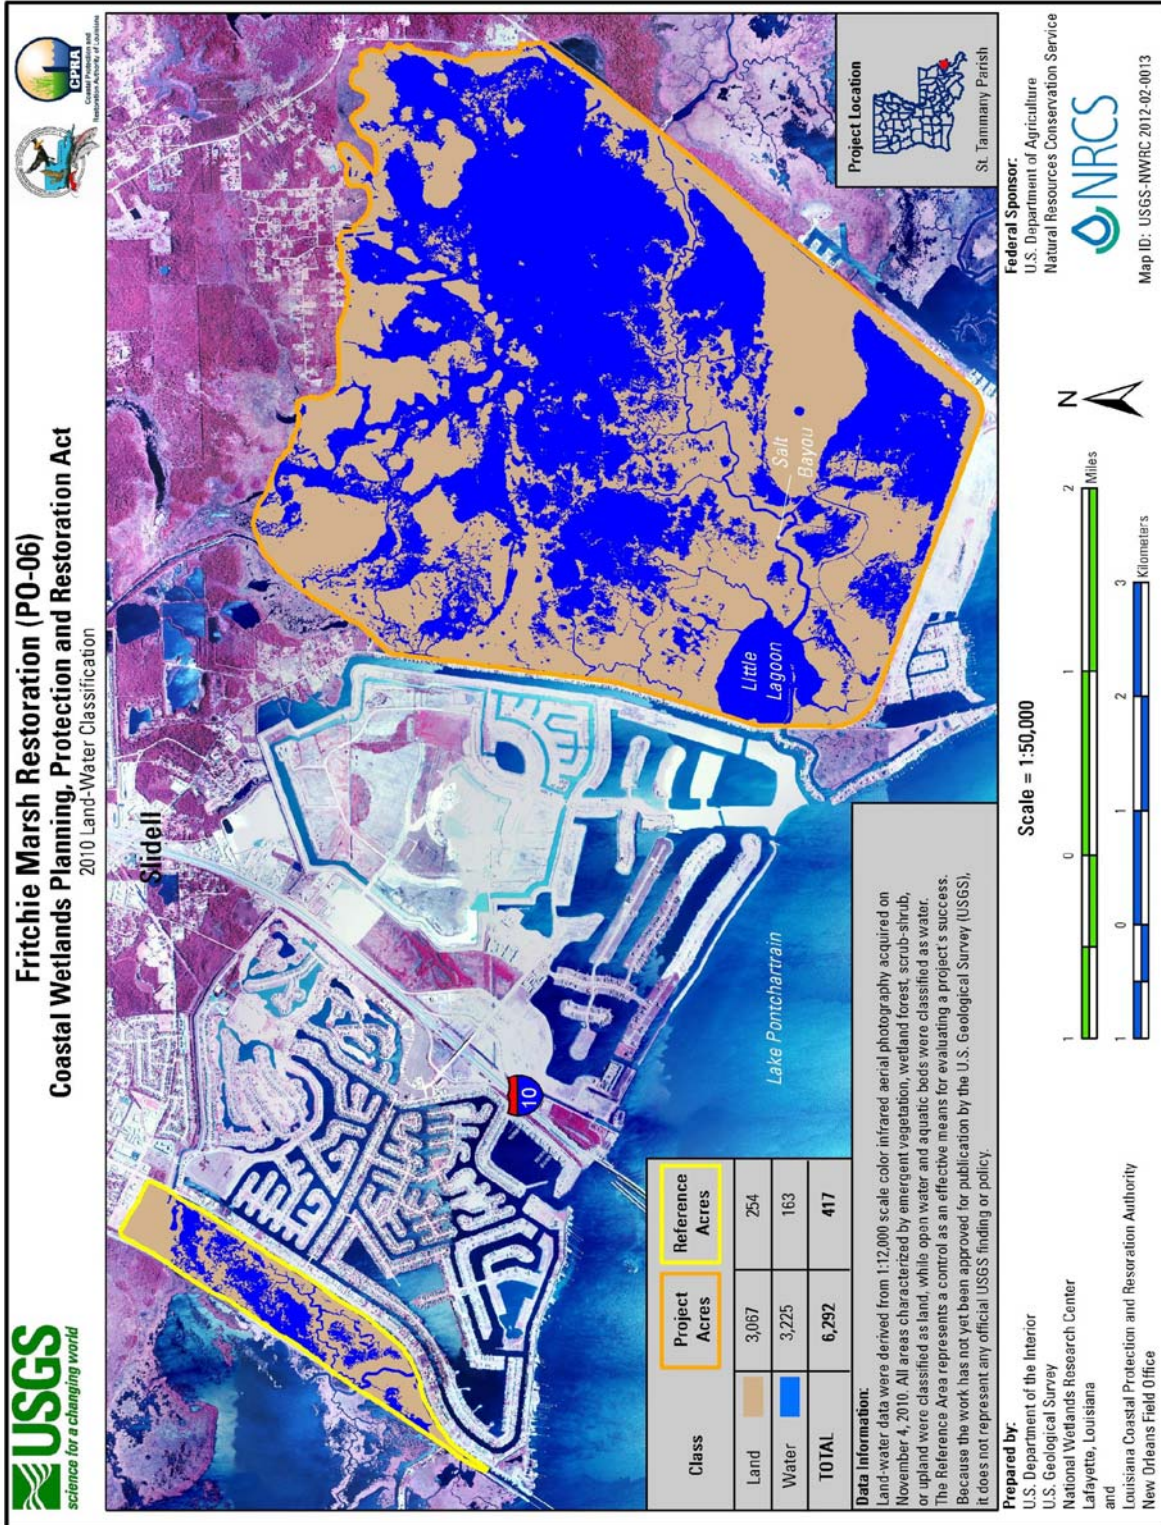 USGS
science for a changing world
Fritchie Marsh Restoration (PO-06)
Coastal Wetlands Planning, Protection and Restoration Act
2010 Land-Water Classification
CPRA
Coastal Protection and
Restoration Authority of Louisiana
Slidell
10
Lake Pontchartrain
Little
Lagoon
Salt
Bayou
Class
Project
Acres
Reference
Acres
Land 3,067 254
Water 3,225 163
TOTAL 6,292 417
Project Location
St. Tammany Parish
Data Information:
Land-water data were derived from 1:12,000 scale color infrared aerial photography acquired on
November 4, 2010. All areas characterized by emergent vegetation, wetland forest, scrub-shrub,
or upland were classified as land, while open water and aquatic beds were classified as water.
The Reference Area represents a control as an effective means for evaluating a project s success.
Because the work has not yet been approved for publication by the U.S. Geological Survey (USGS),
it does not represent any official USGS finding or policy.
Prepared by:
U.S. Department of the Interior
U.S. Geological Survey
National Wetlands Research Center
Lafayette, Louisiana
and
Louisiana Coastal Protection and Restoration Authority
New Orleans Field Office
Scale = 1:50,000
1 0 1 2
Miles
1 0 1 2 3
Kilometers
N
Federal Sponsor:
U.S. Department of Agriculture
Natural Resources Conservation Service
NRCS
Map ID: USGS-NWRC 2012-02-0013